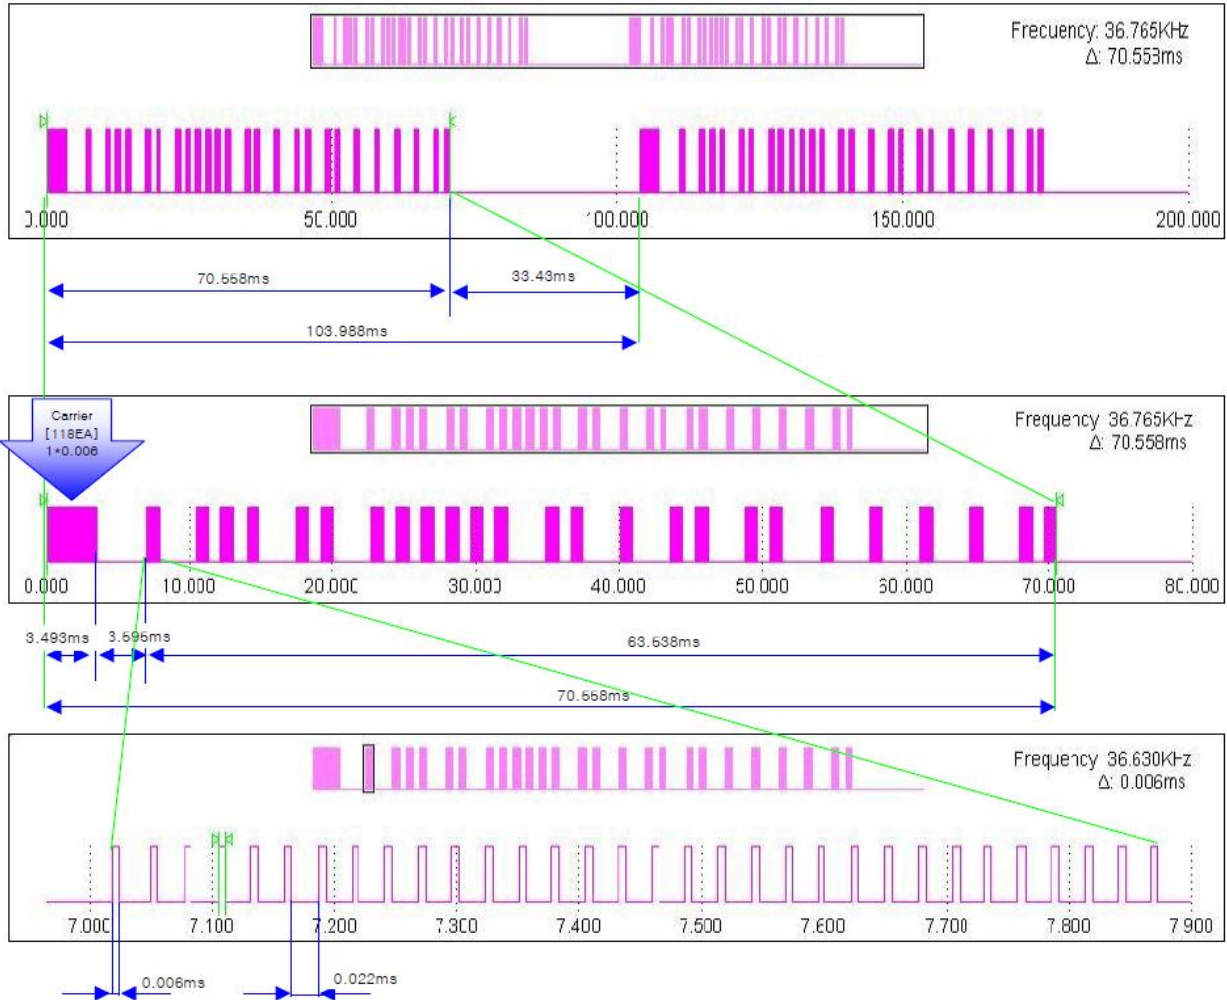 Frecuency: 36.765KHz
Δ: 70.553ms
0.000 50.000 100.000 150.000 200.000
70.558ms
33.43ms
103.988ms
Carrier
[118EA]
1*0.006
Frequency 36.765KHz
Δ: 70.558ms
0.000 10.000 20.000 30.000 40.000 50.000 70.000 80.000
3.493ms 3.595ms 63.538ms
70.558ms
Frequency 36.630KHz
Δ: 0.006ms
7.000 7.100 7.200 7.300 7.400 7.500 7.600 7.700 7.800 7.900
0.006ms 0.022ms